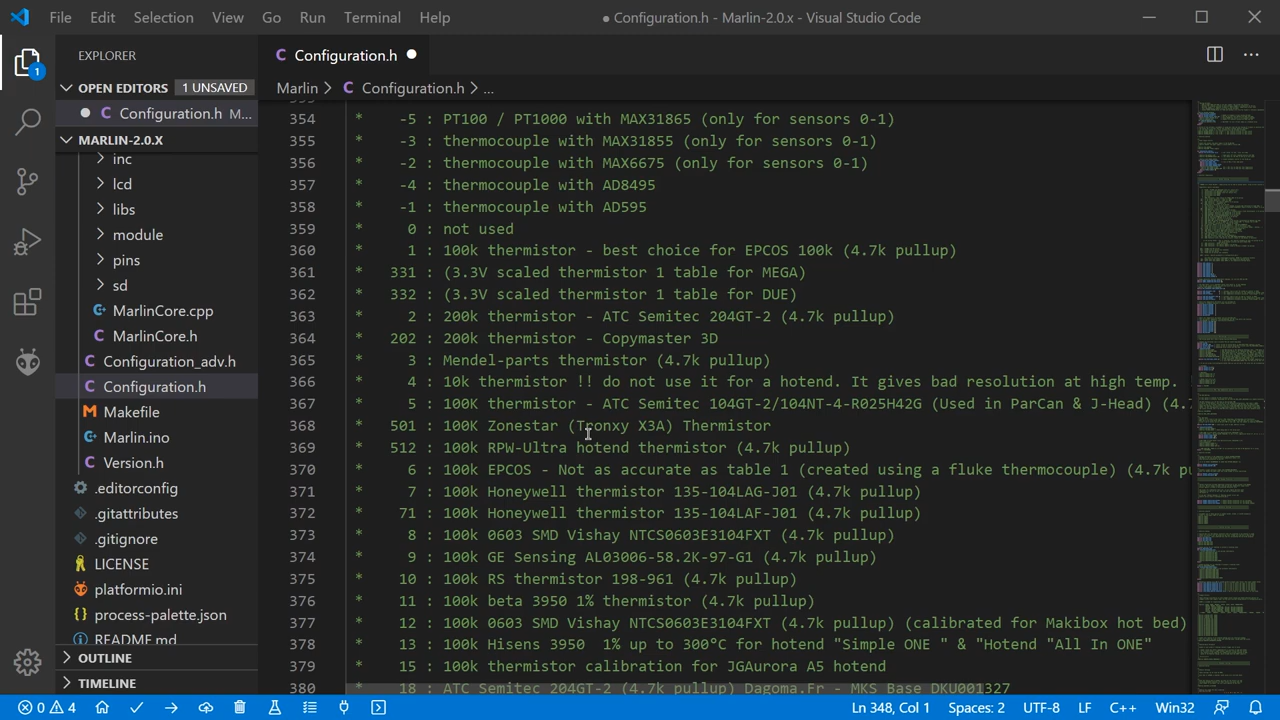 File Edit Selection View Go Run Terminal Help
● Configuration.h - Marlin-2.0.x - Visual Studio Code
EXPLORER
1
OPEN EDITORS 1 UNSAVED
Configuration.h M...
MARLIN-2.0.X
inc
lcd
libs
module
pins
sd
MarlinCore.cpp
MarlinCore.h
Configuration_adv.h
Configuration.h
Makefile
Marlin.ino
Version.h
.editorconfig
.gitattributes
.gitignore
LICENSE
platformio.ini
process-palette.json
README.md
OUTLINE
TIMELINE
Configuration.h
Marlin > Configuration.h > ...
353
354 * -5 : PT100 / PT1000 with MAX31865 (only for sensors 0-1)
355 * -3 : thermocouple with MAX31855 (only for sensors 0-1)
356 * -2 : thermocouple with MAX6675 (only for sensors 0-1)
357 * -4 : thermocouple with AD8495
358 * -1 : thermocouple with AD595
359 * 0 : not used
360 * 1 : 100k thermistor - best choice for EPCOS 100k (4.7k pullup)
361 * 331 : (3.3V scaled thermistor 1 table for MEGA)
362 * 332 : (3.3V scaled thermistor 1 table for DUE)
363 * 2 : 200k thermistor - ATC Semitec 204GT-2 (4.7k pullup)
364 * 202 : 200k thermistor - Copymaster 3D
365 * 3 : Mendel-parts thermistor (4.7k pullup)
366 * 4 : 10k thermistor !! do not use it for a hotend. It gives bad resolution at high temp.
367 * 5 : 100K thermistor - ATC Semitec 104GT-2/104NT-4-R025H42G (Used in ParCan & J-Head) (4..
368 * 501 : 100K Zonestar (Tronxy X3A) Thermistor
369 * 512 : 100k RPW-Ultra hotend thermistor (4.7k pullup)
370 * 6 : 100k EPCOS - Not as accurate as table 1 (created using a fluke thermocouple) (4.7k pu
371 * 7 : 100k Honeywell thermistor 135-104LAG-J01 (4.7k pullup)
372 * 71 : 100k Honeywell thermistor 135-104LAF-J01 (4.7k pullup)
373 * 8 : 100k 0603 SMD Vishay NTCS0603E3104FXT (4.7k pullup)
374 * 9 : 100k GE Sensing AL03006-58.2K-97-G1 (4.7k pullup)
375 * 10 : 100k RS thermistor 198-961 (4.7k pullup)
376 * 11 : 100k beta 3950 1% thermistor (4.7k pullup)
377 * 12 : 100k 0603 SMD Vishay NTCS0603E3104FXT (4.7k pullup) (calibrated for Makibox hot bed)
378 * 13 : 100k Hisens 3950 1% up to 300°C for hotend "Simple ONE " & "Hotend "All In ONE"
379 * 15 : 100k thermistor calibration for JGAurora A5 hotend
380 * 18 : ATC Semitec 204GT-2 (4.7k pullup) Dagoma.Fr - MKS_Base_DKU001327
0 4
Ln 348, Col 1 Spaces: 2 UTF-8 LF C++ Win32